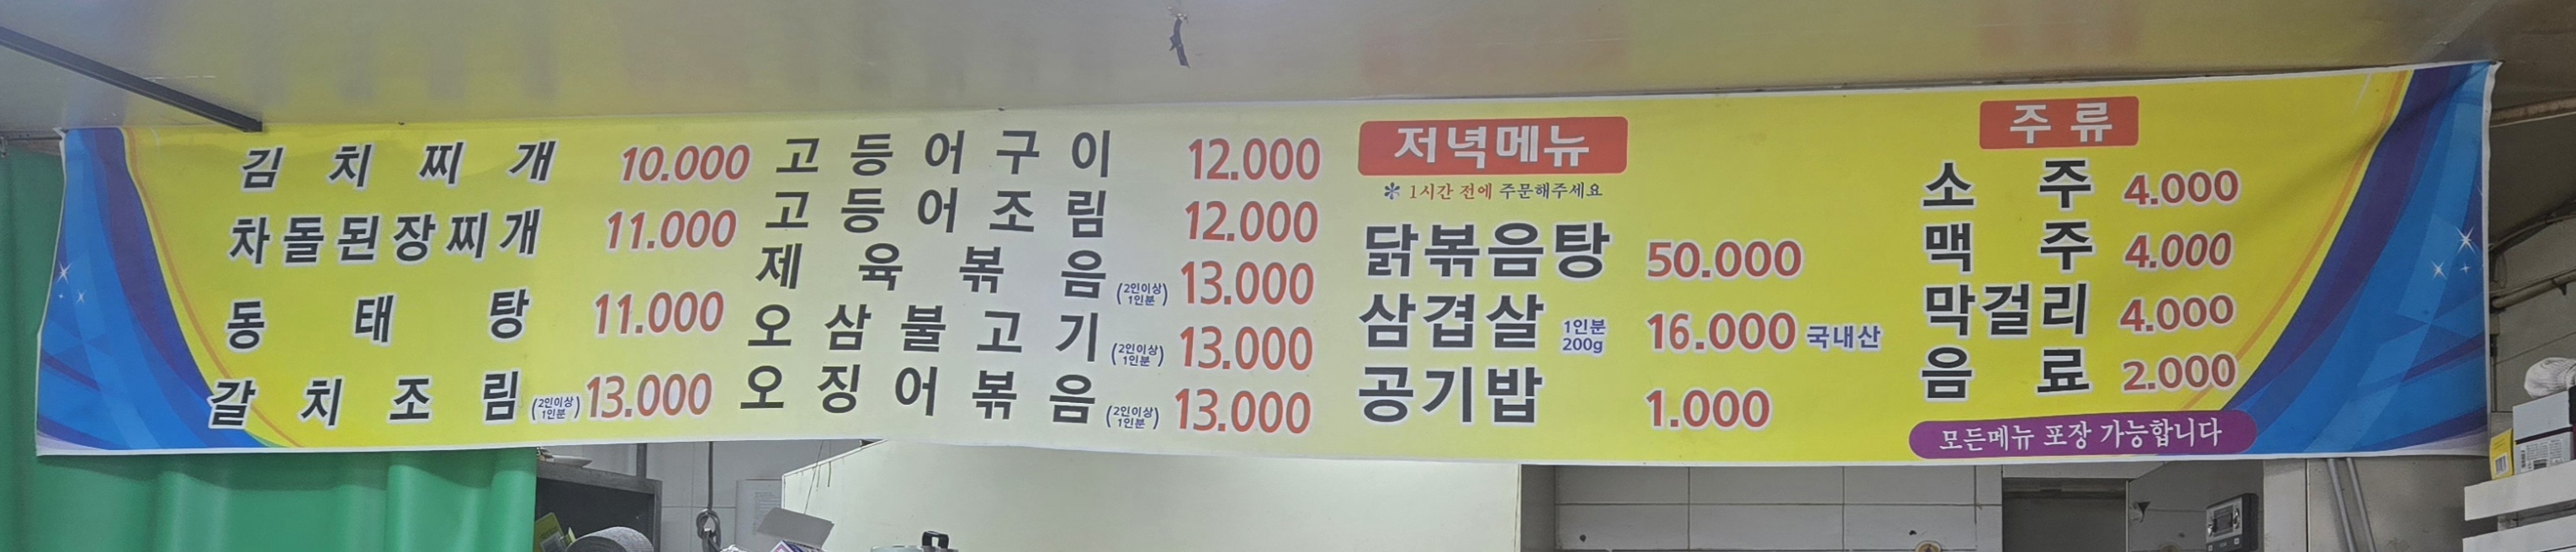 김치찌개 10.000
차돌된장찌개 11.000
동태탕 11.000
갈치조림 (2인이상 1인분) 13.000
고등어구이 12.000
고등어조림 12.000
제육볶음 (2인이상 1인분) 13.000
오삼불고기 (2인이상 1인분) 13.000
오징어볶음 (2인이상 1인분) 13.000
저녁메뉴
※ 1시간 전에 주문해주세요
닭볶음탕 50.000
삼겹살 1인분 200g 16.000 국내산
공기밥 1.000
주류
소주 4.000
맥주 4.000
막걸리 4.000
음료 2.000
모든메뉴 포장 가능합니다